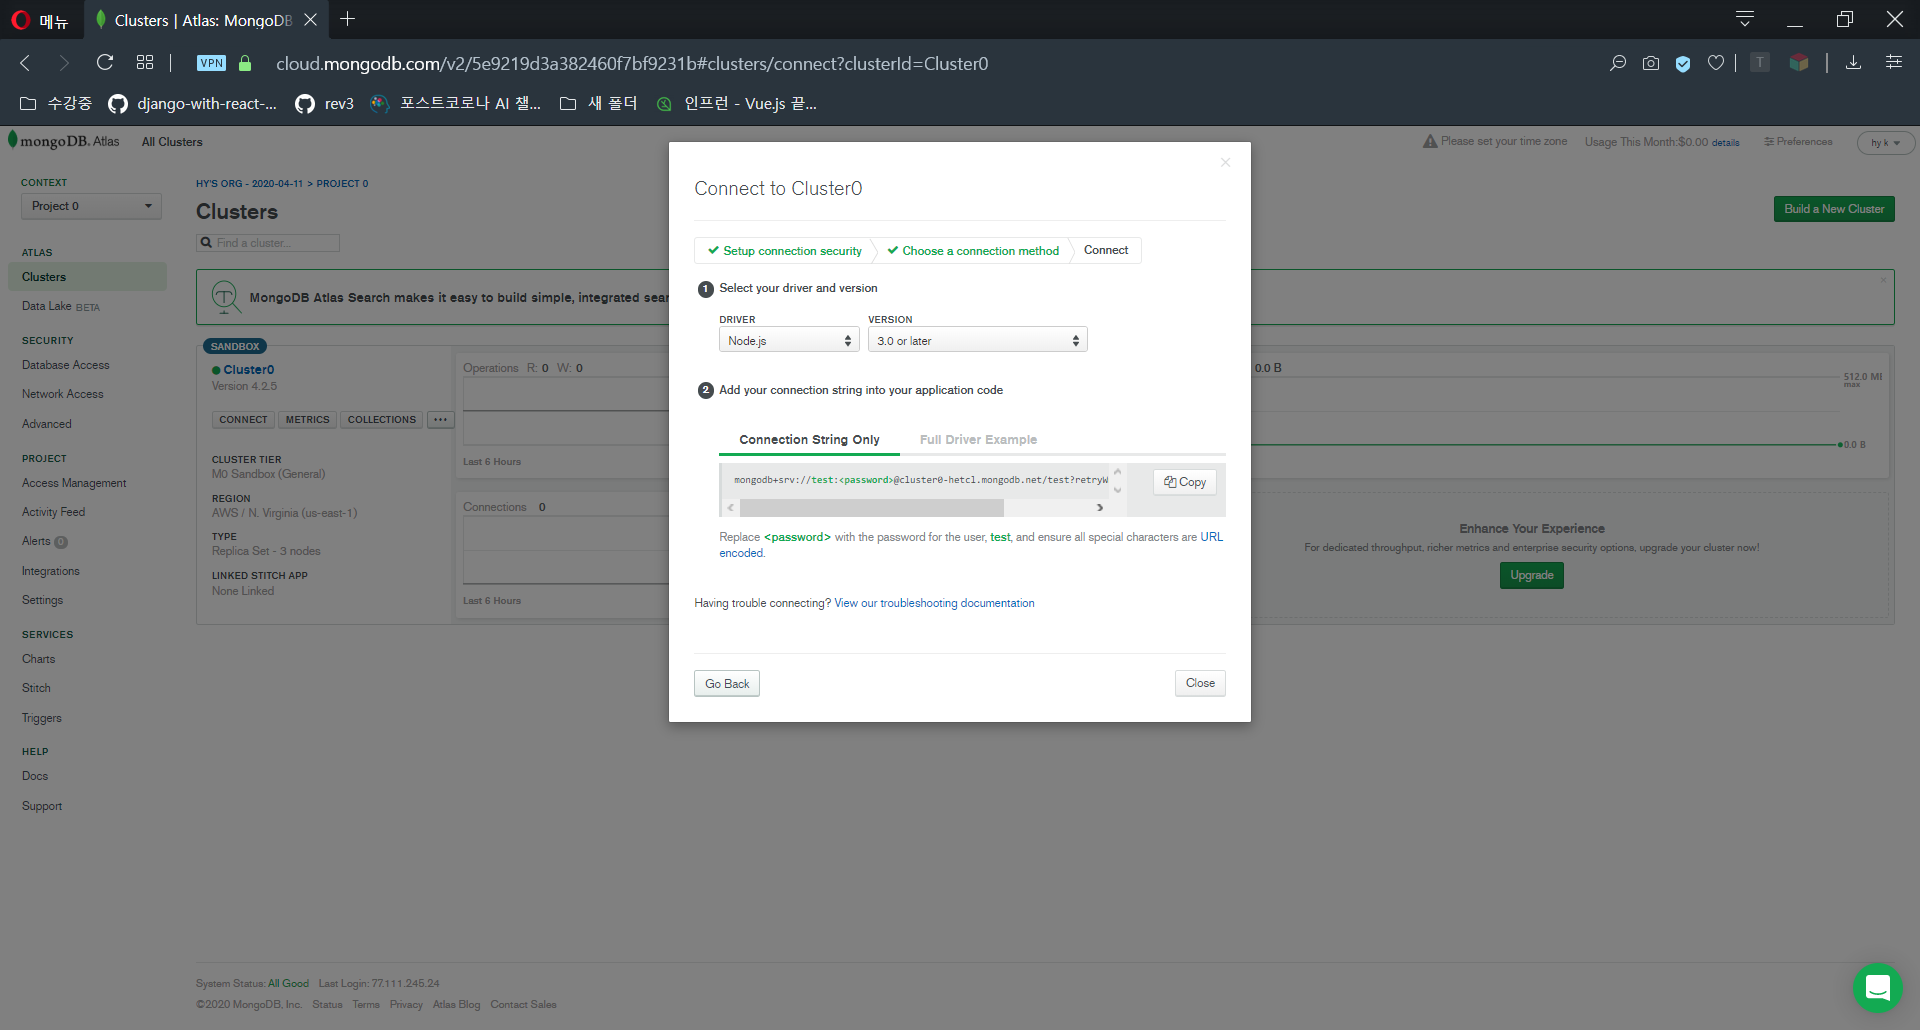 메뉴
Clusters | Atlas: MongoDB
VPN
cloud.mongodb.com/v2/5e9219d3a382460f7bf9231b#clusters/connect?clusterId=Cluster0
T
수강중
django-with-react-...
rev3
포스트코로나 AI 챌...
새 폴더
인프런 - Vue.js 끝...
mongoDB. Atlas
All Clusters
Please set your time zone
Usage This Month:$0.00 details
Preferences
hy k
CONTEXT
Project 0
ATLAS
Clusters
Data Lake BETA
SECURITY
Database Access
Network Access
Advanced
PROJECT
Access Management
Activity Feed
Alerts 0
Integrations
Settings
SERVICES
Charts
Stitch
Triggers
HELP
Docs
Support
HY'S ORG - 2020-04-11 > PROJECT 0
Clusters
Build a New Cluster
Find a cluster...
MongoDB Atlas Search makes it easy to build simple, integrated sear
SANDBOX
Cluster0
Version 4.2.5
CONNECT
METRICS
COLLECTIONS
...
CLUSTER TIER
M0 Sandbox (General)
REGION
AWS / N. Virginia (us-east-1)
TYPE
Replica Set - 3 nodes
LINKED STITCH APP
None Linked
Operations R: 0 W: 0
Last 6 Hours
Connections 0
Last 6 Hours
0.0 B
512.0 MB
max
0.0 B
Enhance Your Experience
For dedicated throughput, richer metrics and enterprise security options, upgrade your cluster now!
Upgrade
Connect to Cluster0
Setup connection security
Choose a connection method
Connect
1 Select your driver and version
DRIVER
Node.js
VERSION
3.0 or later
2 Add your connection string into your application code
Connection String Only
Full Driver Example
mongodb+srv://test:<password>@cluster0-hetcl.mongodb.net/test?retryW
Copy
Replace <password> with the password for the user, test, and ensure all special characters are URL
encoded.
Having trouble connecting? View our troubleshooting documentation
Go Back
Close
System Status: All Good Last Login: 77.111.245.24
©2020 MongoDB, Inc. Status Terms Privacy Atlas Blog Contact Sales